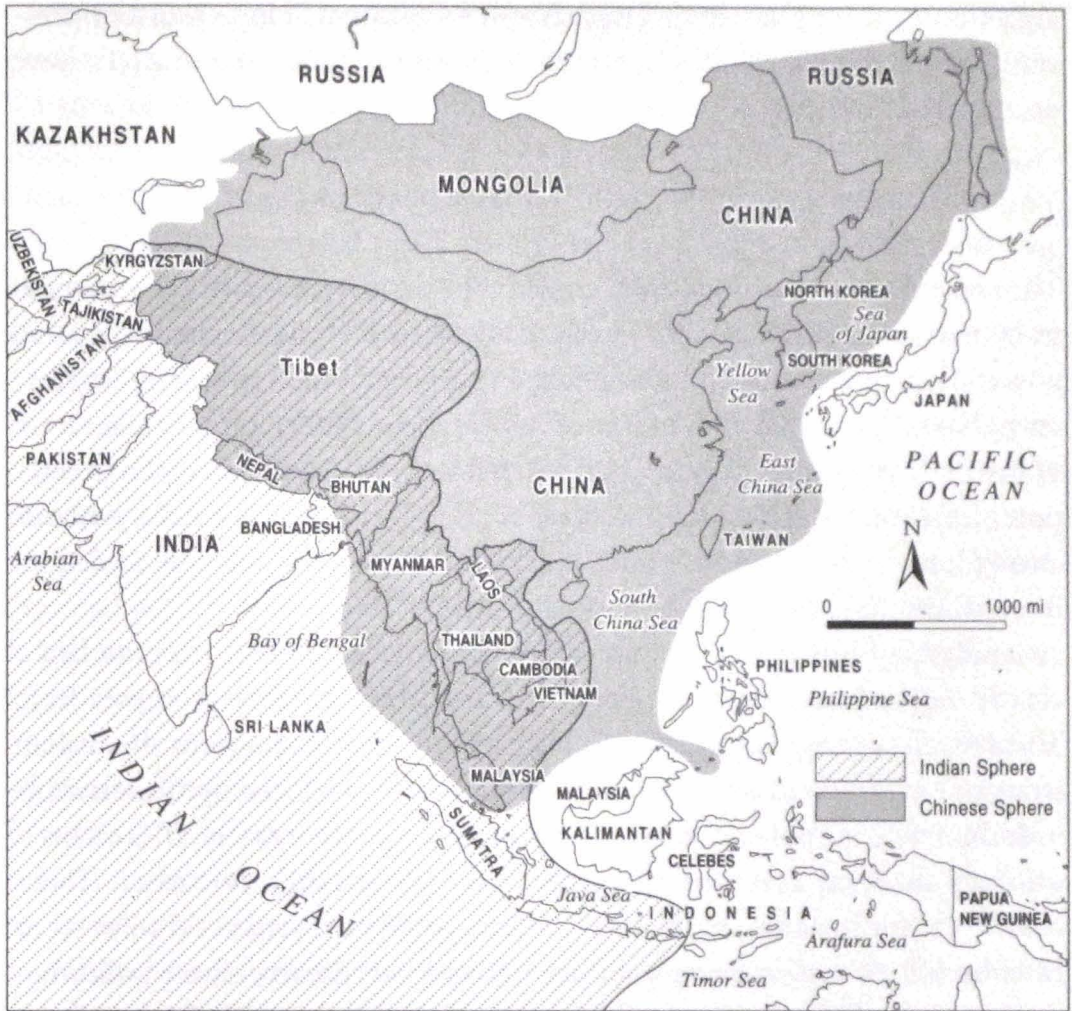 RUSSIA
RUSSIA
KAZAKHSTAN
MONGOLIA
CHINA
UZBEKISTAN
KYRGYZSTAN
TAJIKISTAN
NORTH KOREA
Sea
of Japan
AFGHANISTAN
Tibet
SOUTH KOREA
Yellow
Sea
JAPAN
PAKISTAN
NEPAL
BHUTAN
CHINA
East
China Sea
PACIFIC
OCEAN
BANGLADESH
INDIA
TAIWAN
N
Arabian
Sea
MYANMAR
LAOS
South
China Sea
0 1000 mi
Bay of Bengal
THAILAND
CAMBODIA
VIETNAM
PHILIPPINES
Philippine Sea
SRI LANKA
INDIAN
OCEAN
MALAYSIA
Indian Sphere
MALAYSIA
Chinese Sphere
SUMATRA
KALIMANTAN
CELEBES
Java Sea
INDONESIA
PAPUA
NEW GUINEA
Arafura Sea
Timor Sea